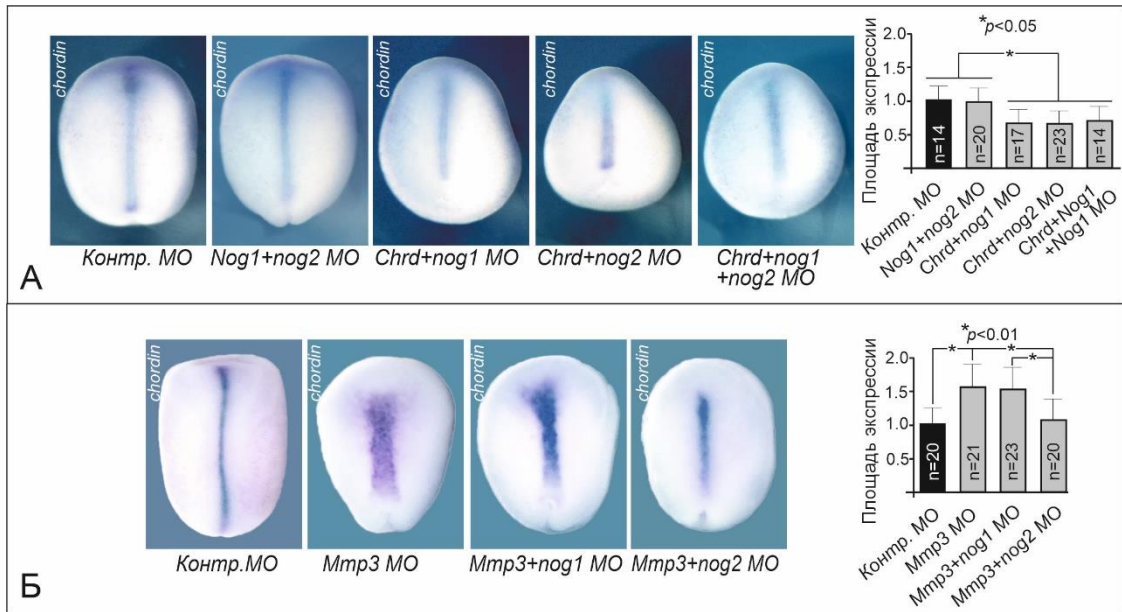 chordin
chordin
chordin
chordin
chordin
Контр. МО
Nog1+nog2 MO
Chrd+nog1 MO
Chrd+nog2 MO
Chrd+nog1
+nog2 MO
А
*p<0.05
*
Площадь экспрессии
2.0
1.5
1.0
0.5
n=14
n=20
n=17
n=23
n=14
Контр. МО
Nog1+nog2 MO
Chrd+nog1 MO
Chrd+nog2 MO
Chrd+Nog1
+Nog1 MO
chordin
chordin
chordin
chordin
Контр.МО
Mmp3 MO
Mmp3+nog1 MO
Mmp3+nog2 MO
Б
*p<0.01
* *
*
Площадь экспрессии
2.0
1.5
1.0
0.5
n=20
n=21
n=23
n=20
Контр. МО
Mmp3 MO
Mmp3+nog1 MO
Mmp3+nog2 MO